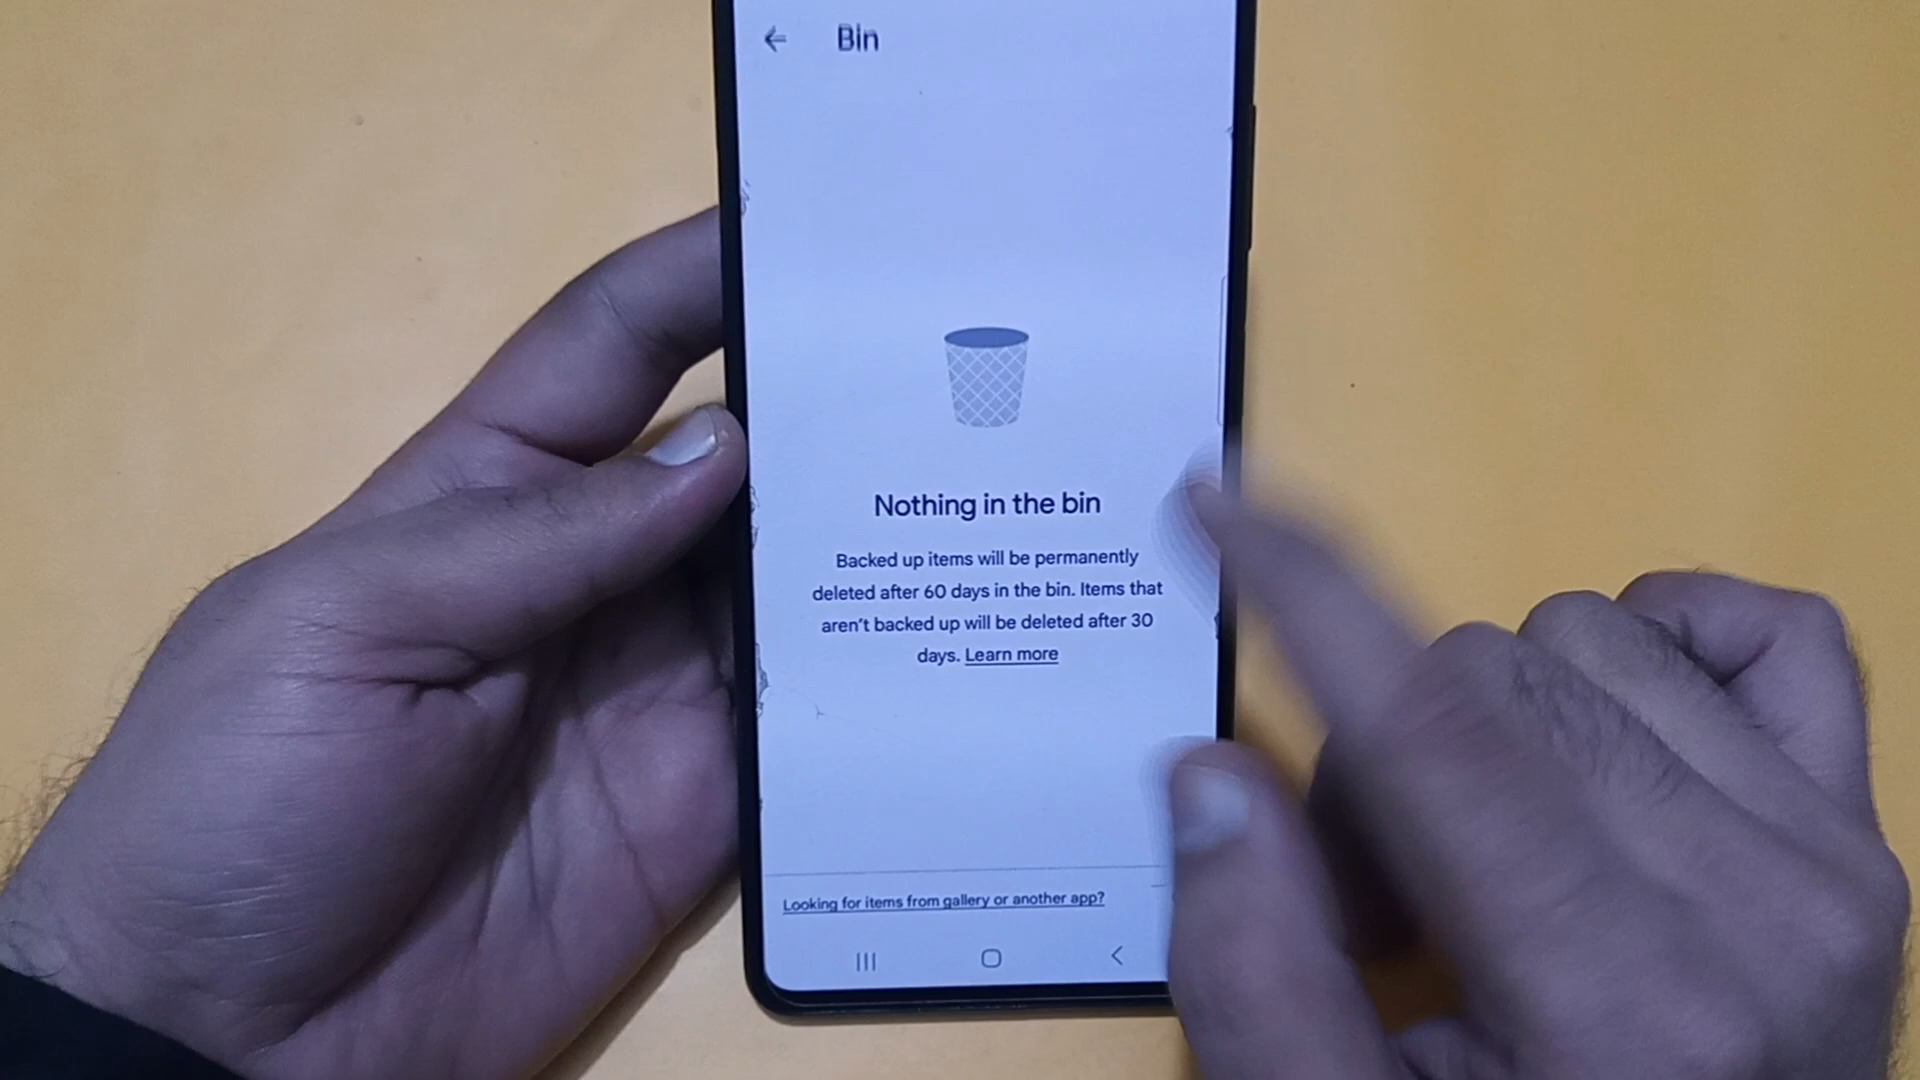 Bin
Nothing in the bin
Backed up items will be permanently
deleted after 60 days in the bin. Items that
aren't backed up will be deleted after 30
days. Learn more
Looking for items from gallery or another app?